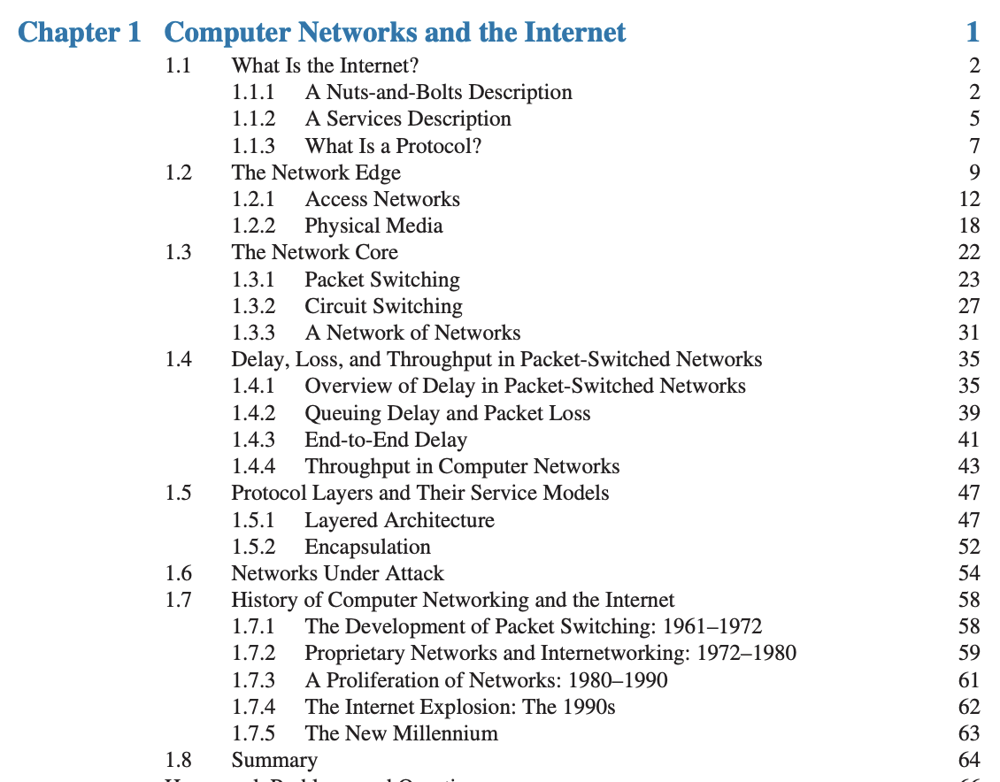 Chapter 1 Computer Networks and the Internet 1
1.1 What Is the Internet? 2
1.1.1 A Nuts-and-Bolts Description 2
1.1.2 A Services Description 5
1.1.3 What Is a Protocol? 7
1.2 The Network Edge 9
1.2.1 Access Networks 12
1.2.2 Physical Media 18
1.3 The Network Core 22
1.3.1 Packet Switching 23
1.3.2 Circuit Switching 27
1.3.3 A Network of Networks 31
1.4 Delay, Loss, and Throughput in Packet-Switched Networks 35
1.4.1 Overview of Delay in Packet-Switched Networks 35
1.4.2 Queuing Delay and Packet Loss 39
1.4.3 End-to-End Delay 41
1.4.4 Throughput in Computer Networks 43
1.5 Protocol Layers and Their Service Models 47
1.5.1 Layered Architecture 47
1.5.2 Encapsulation 52
1.6 Networks Under Attack 54
1.7 History of Computer Networking and the Internet 58
1.7.1 The Development of Packet Switching: 1961–1972 58
1.7.2 Proprietary Networks and Internetworking: 1972–1980 59
1.7.3 A Proliferation of Networks: 1980–1990 61
1.7.4 The Internet Explosion: The 1990s 62
1.7.5 The New Millennium 63
1.8 Summary 64